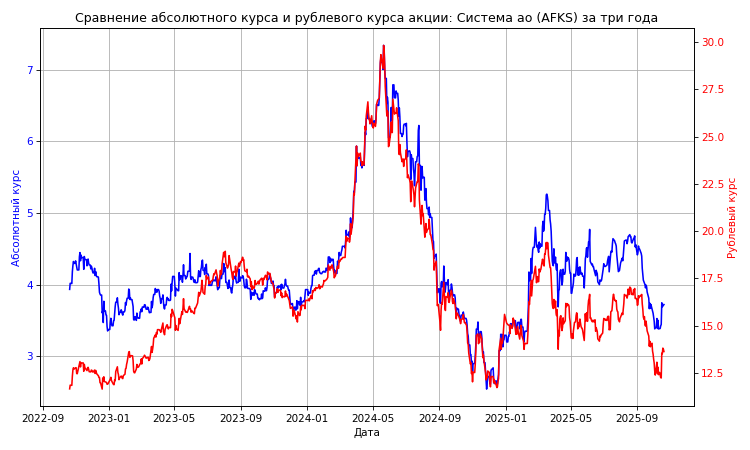 Сравнение абсолютного курса и рублевого курса акции: Система ао (AFKS) за три года
Абсолютный курс
7
6
5
4
3
30.0
27.5
25.0
22.5
20.0
17.5
15.0
12.5
Рублевый курс
2022-09 2023-01 2023-05 2023-09 2024-01 2024-05 2024-09 2025-01 2025-05 2025-09
Дата